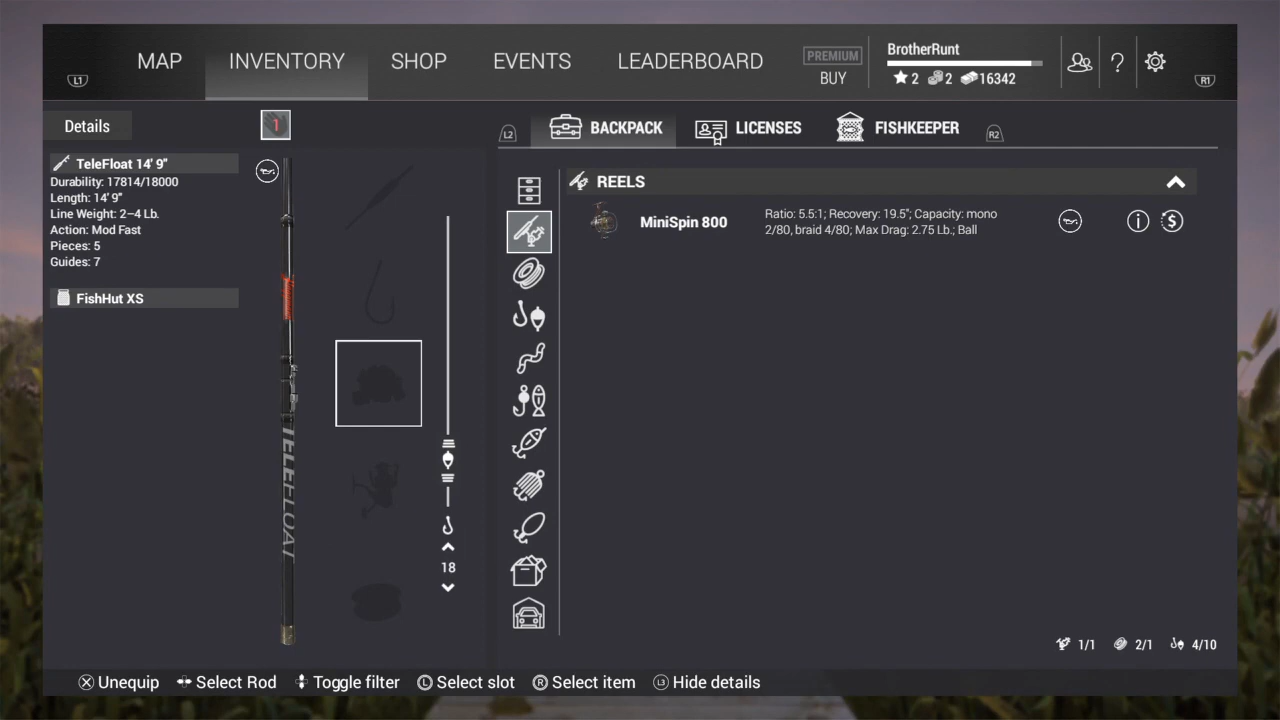 MAP
INVENTORY
SHOP
EVENTS
LEADERBOARD
PREMIUM
BUY
BrotherRunt
2 2 16342
?
L1
R1
Details
1
L2
BACKPACK
LICENSES
FISHKEEPER
R2
TeleFloat 14' 9"
Durability: 17814/18000
Length: 14' 9"
Line Weight: 2–4 Lb.
Action: Mod Fast
Pieces: 5
Guides: 7
FishHut XS
TELEFLOAT
18
REELS
MiniSpin 800
Ratio: 5.5:1; Recovery: 19.5"; Capacity: mono
2/80, braid 4/80; Max Drag: 2.75 Lb.; Ball
1/1 2/1 4/10
Unequip
Select Rod
Toggle filter
L Select slot
R Select item
L3 Hide details